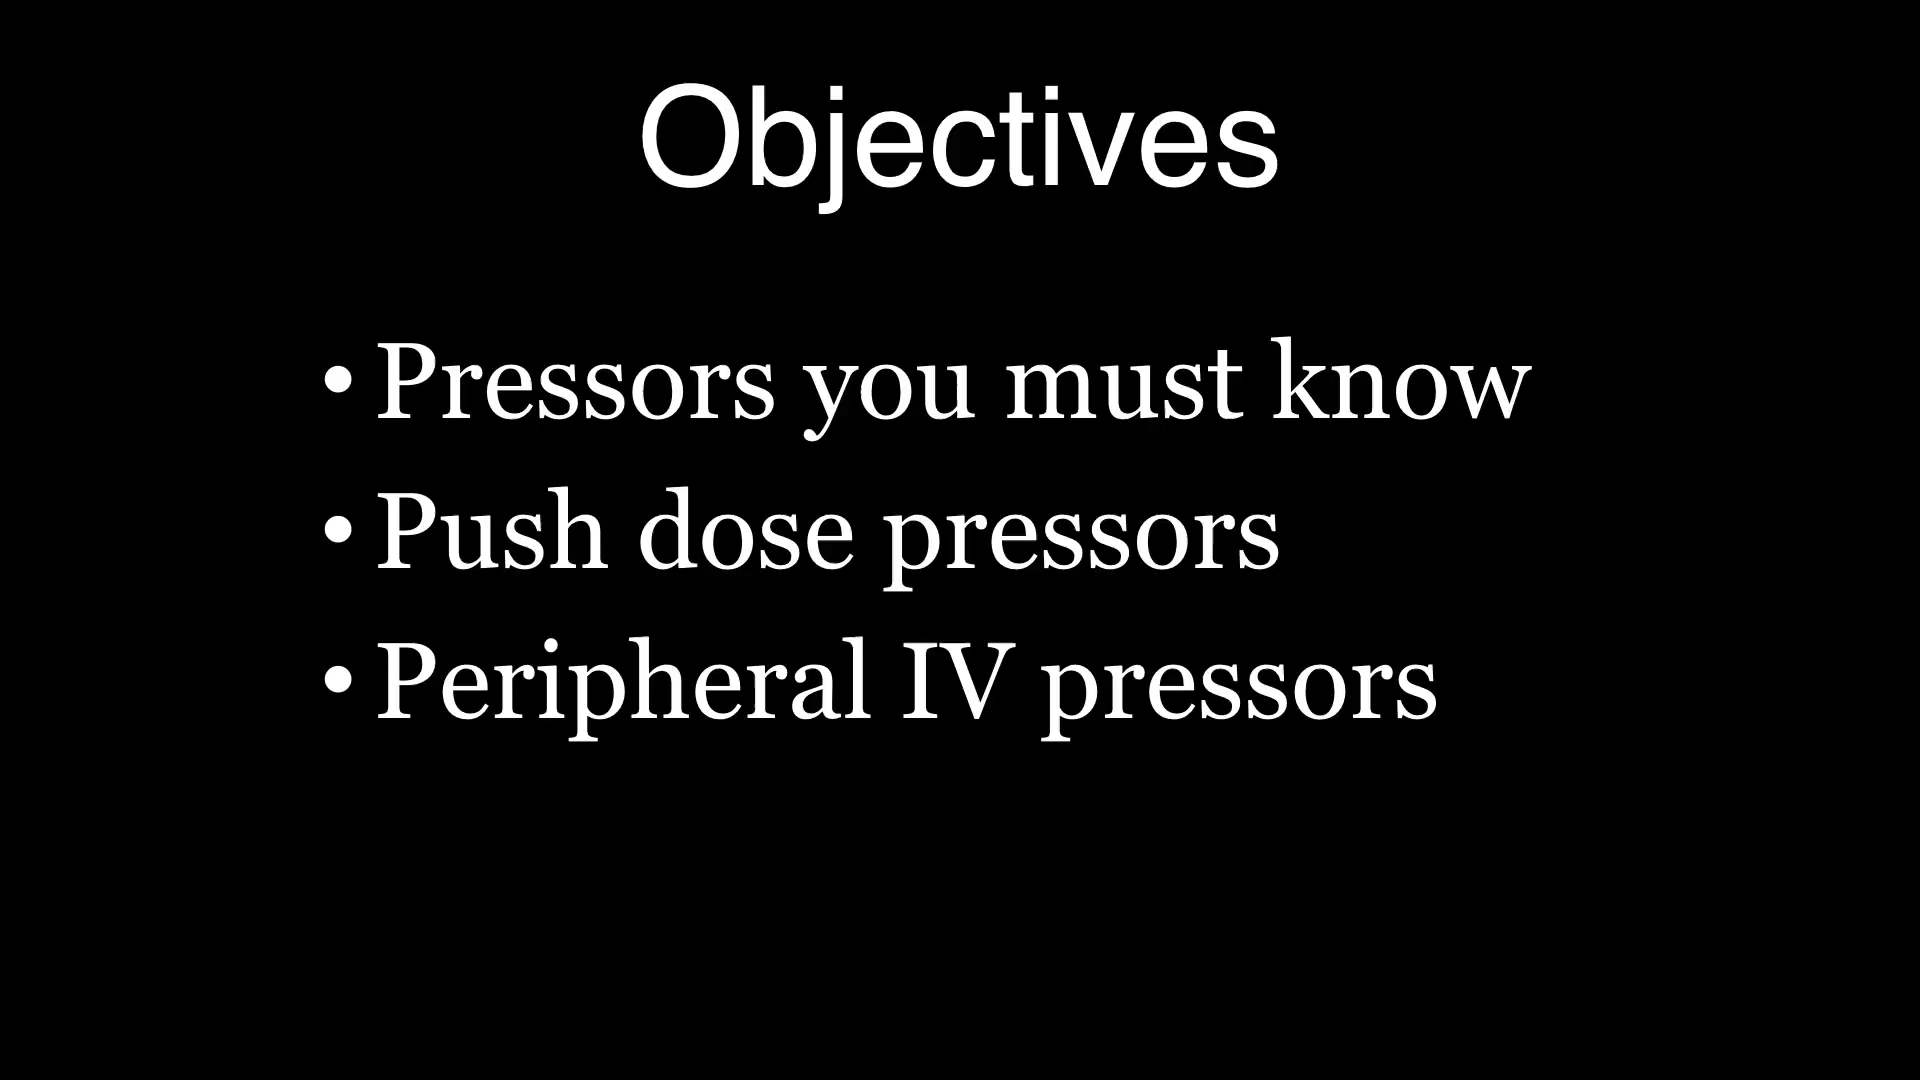 Objectives
• Pressors you must know
• Push dose pressors
• Peripheral IV pressors